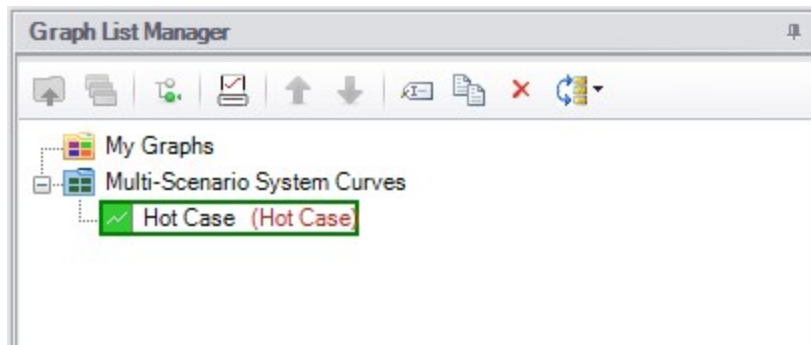 Graph List Manager
My Graphs
Multi-Scenario System Curves
Hot Case (Hot Case)